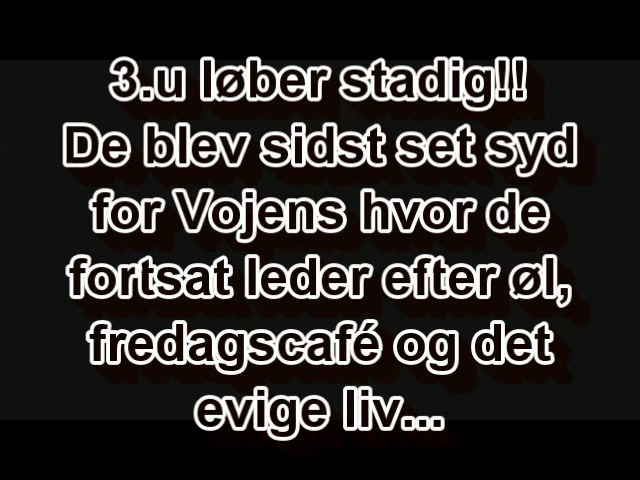 3.u løber stadig!!
De blev sidst set syd
for Vojens hvor de
fortsat leder efter øl,
fredagscafé og det
evige liv...